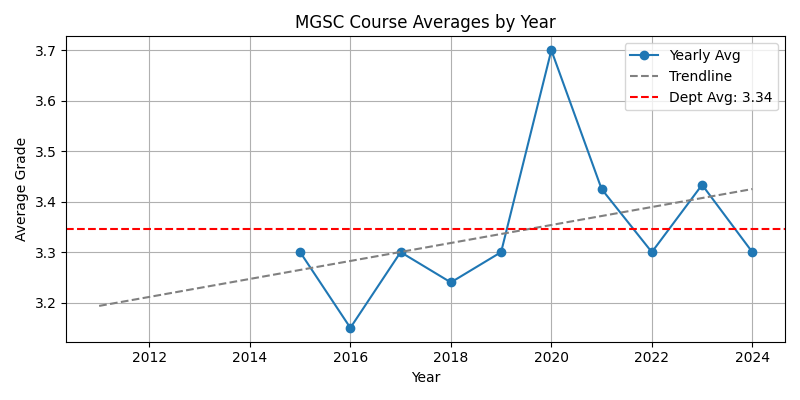 MGSC Course Averages by Year
Yearly Avg
Trendline
Dept Avg: 3.34
Average Grade
3.7
3.6
3.5
3.4
3.3
3.2
2012 2014 2016 2018 2020 2022 2024
Year